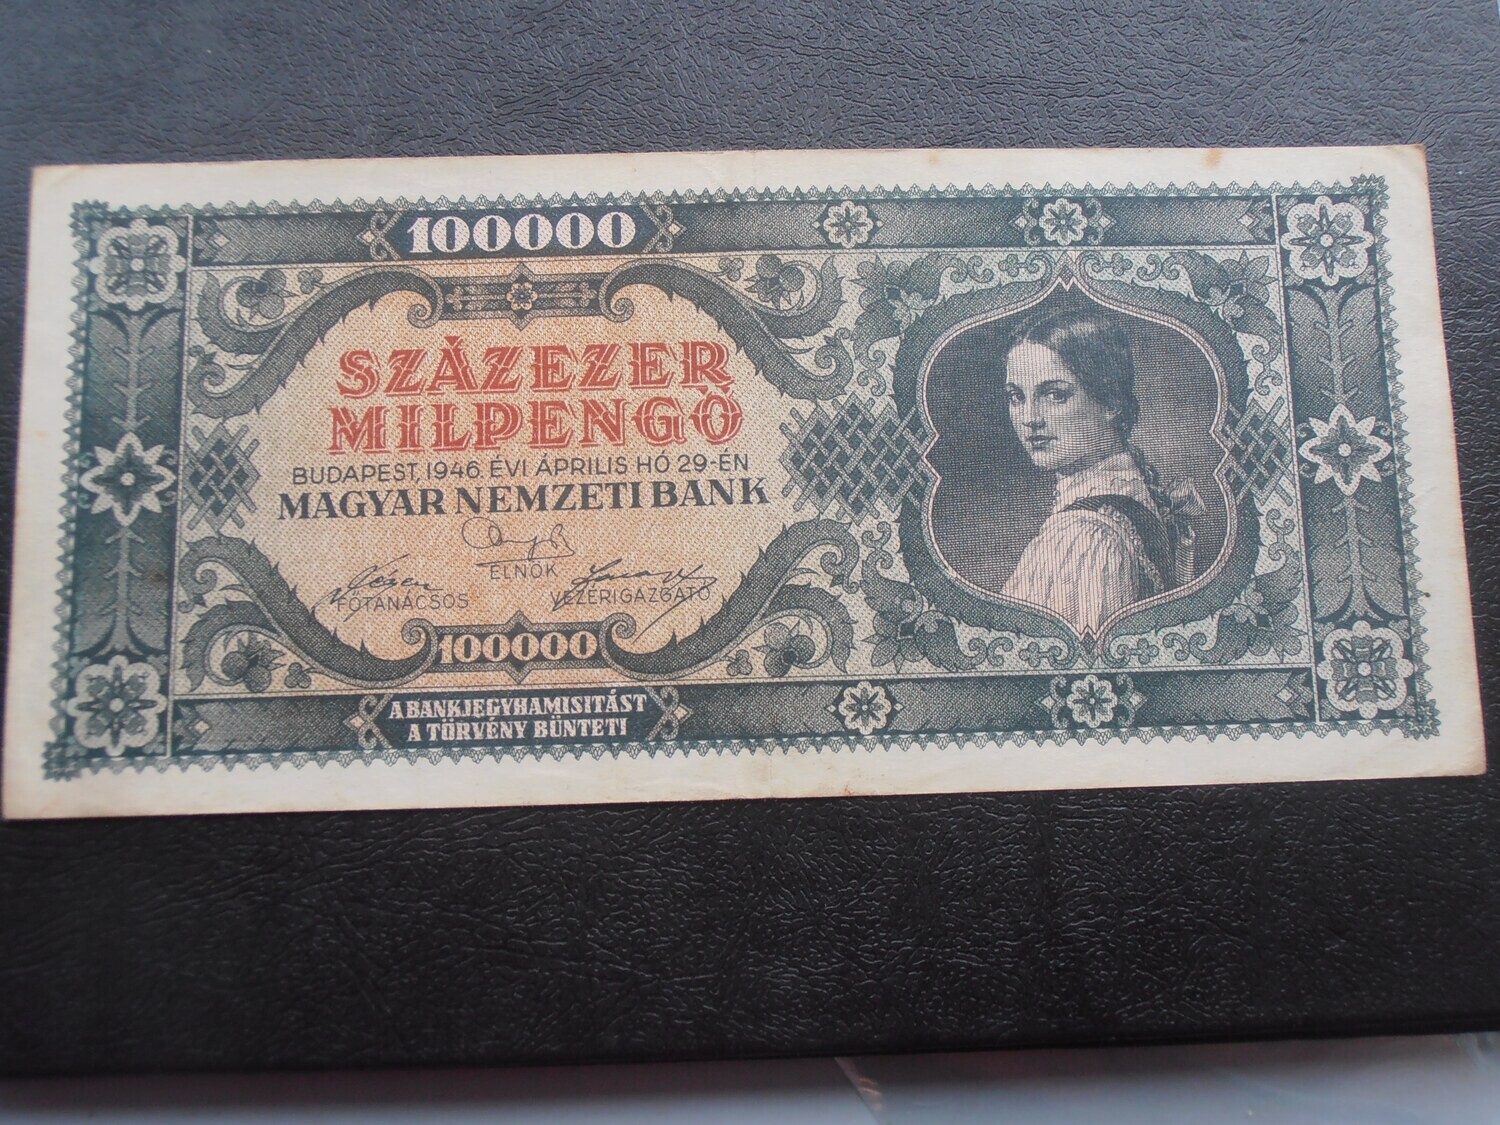 100000
SZÁZEZER
MILPENGŐ
BUDAPEST, 1946 ÉVI ÁPRILIS HÓ 29-ÉN
MAGYAR NEMZETI BANK
ELNÖK
FŐTANÁCSOS
VEZÉRIGAZGATÓ
100000
A BANKJEGYHAMISITÁST
A TÖRVÉNY BÜNTETI